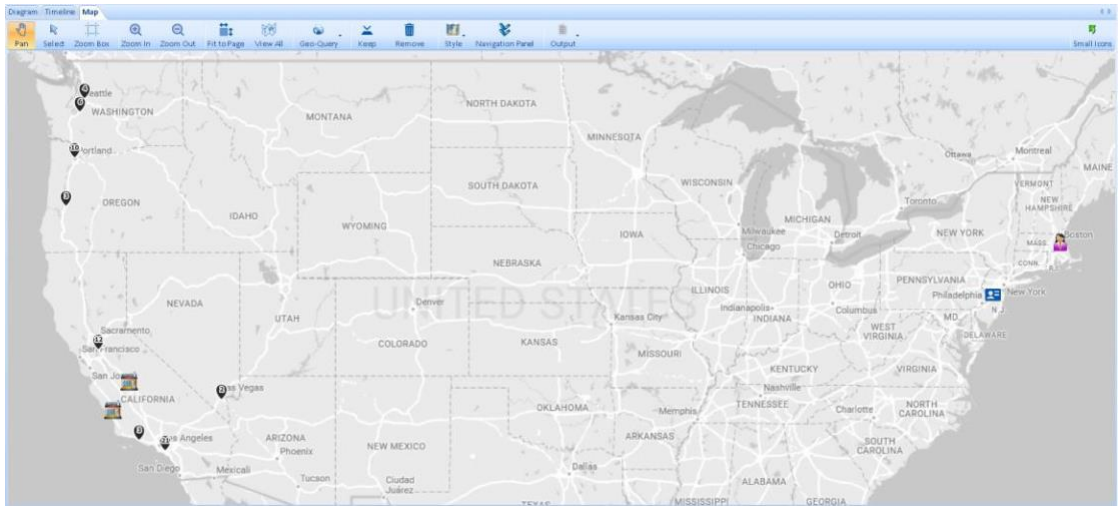 Diagram Timeline Map
Pan Select Zoom Box Zoom In Zoom Out Fit to Page View All Geo-Query Keep Remove Style Navigation Panel Output Small Icons
eattle
WASHINGTON
MONTANA
NORTH DAKOTA
MINNESOTA
Ottawa
Montreal
MAINE
Portland
OREGON
IDAHO
SOUTH DAKOTA
WISCONSIN
VERMONT
NEW
HAMPSHIRE
Toronto
WYOMING
IOWA
MICHIGAN
Milwaukee
Detroit
NEW YORK
Boston
MASS.
Chicago
CONN.
R.I.
NEBRASKA
PENNSYLVANIA
OHIO
ILLINOIS
Philadelphia
New York
NEVADA
UTAH
Denver
UNITED STATES
Kansas City
Indianapolis
INDIANA
Columbus
MD.
N.J.
WEST
VIRGINIA
DELAWARE
Sacramento
San Francisco
COLORADO
KANSAS
MISSOURI
San Jo
KENTUCKY
VIRGINIA
CALIFORNIA
as Vegas
Nashville
TENNESSEE
OKLAHOMA
Memphis
Charlotte
NORTH
CAROLINA
os Angeles
ARIZONA
Phoenix
NEW MEXICO
ARKANSAS
SOUTH
CAROLINA
San Diego
Mexicali
Tucson
Ciudad
Juárez
Dallas
ALABAMA
TEXAS
MISSISSIPPI
GEORGIA